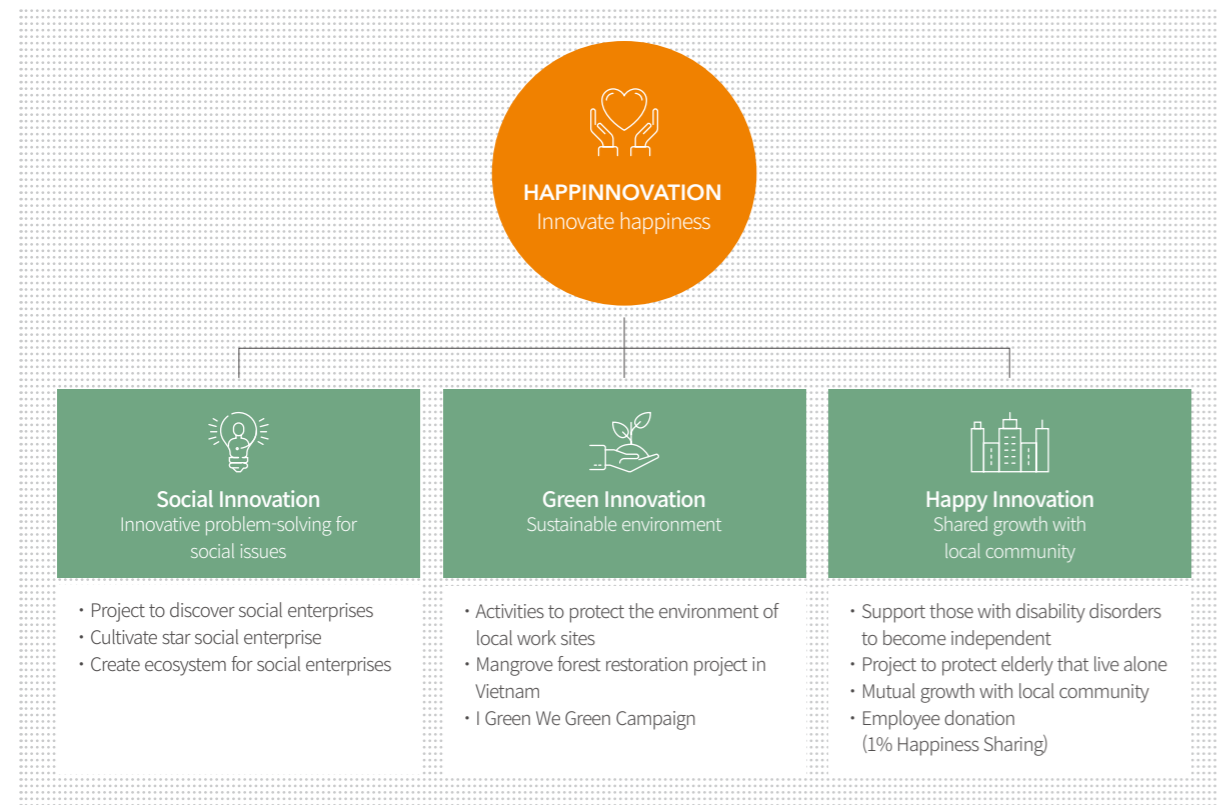 HAPPINNOVATION
Innovate happiness
Social Innovation
Innovative problem-solving for
social issues
・Project to discover social enterprises
・Cultivate star social enterprise
・Create ecosystem for social enterprises
Green Innovation
Sustainable environment
・Activities to protect the environment of
local work sites
・Mangrove forest restoration project in
Vietnam
・I Green We Green Campaign
Happy Innovation
Shared growth with
local community
・Support those with disability disorders
to become independent
・Project to protect elderly that live alone
・Mutual growth with local community
・Employee donation
(1% Happiness Sharing)